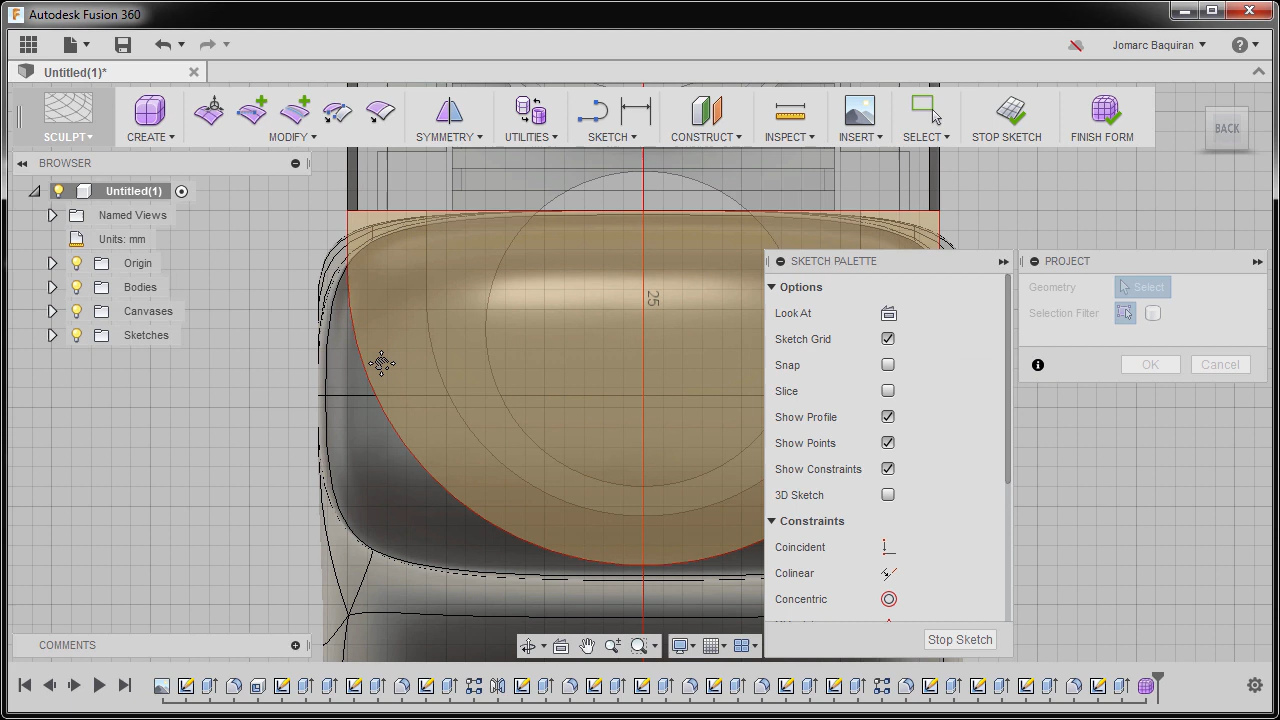 Autodesk Fusion 360
Jomarc Baquiran
Untitled(1)*
SCULPT
CREATE
MODIFY
SYMMETRY
UTILITIES
SKETCH
CONSTRUCT
INSPECT
INSERT
SELECT
STOP SKETCH
FINISH FORM
BACK
BROWSER
Untitled(1)
Named Views
Units: mm
Origin
Bodies
Canvases
Sketches
25
SKETCH PALETTE
Options
Look At
Sketch Grid
Snap
Slice
Show Profile
Show Points
Show Constraints
3D Sketch
Constraints
Coincident
Colinear
Concentric
Stop Sketch
PROJECT
Geometry
Select
Selection Filter
OK
Cancel
COMMENTS